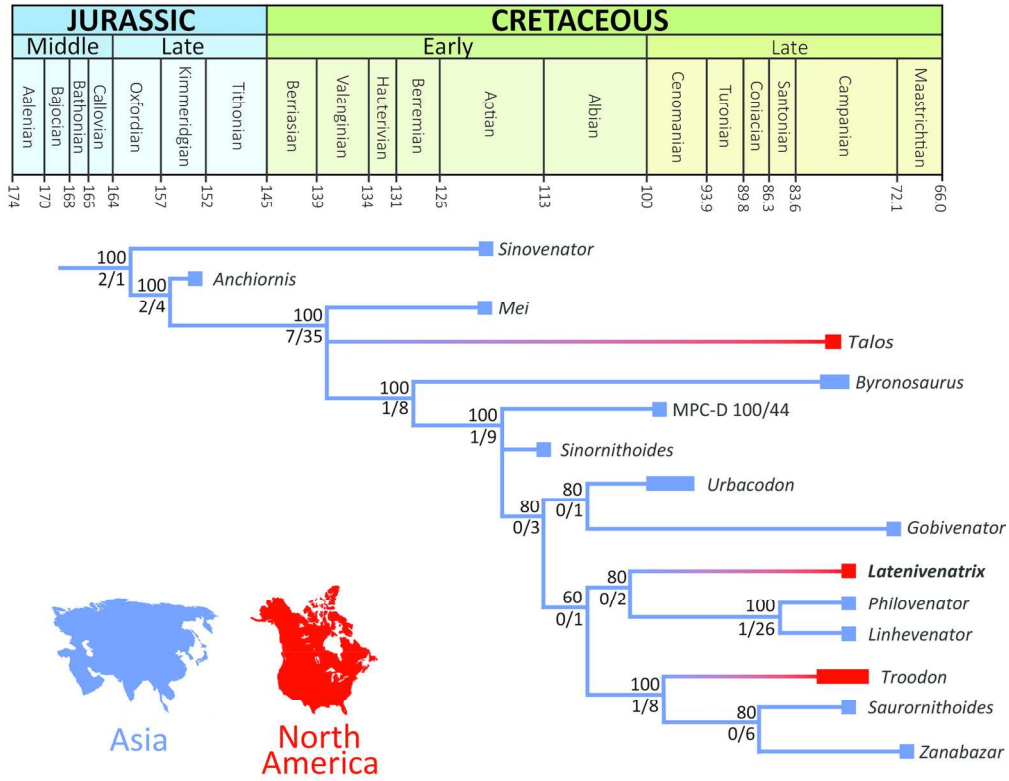 JURASSIC
CRETACEOUS
Middle
Late
Early
Late
Aalenian
Bajocian
Bathonian
Callovian
Oxfordian
Kimmeridgian
Tithonian
Berriasian
Valanginian
Hauterivian
Berremian
Aptian
Albian
Cenomanian
Turonian
Coniacian
Santonian
Campanian
Maastrichtian
174
170
168
165
164
157
152
145
139
134
131
125
113
100
93.9
89.8
86.3
83.6
72.1
66.0
100
2/1
Sinovenator
100
2/4
Anchiornis
100
7/35
Mei
Talos
100
1/8
Byronosaurus
100
1/9
MPC-D 100/44
Sinornithoides
80
0/3
80
0/1
Urbacodon
Gobivenator
60
0/1
80
0/2
Latenivenatrix
100
1/26
Philovenator
Linhevenator
100
1/8
Troodon
80
0/6
Saurornithoides
Zanabazar
Asia
North
America